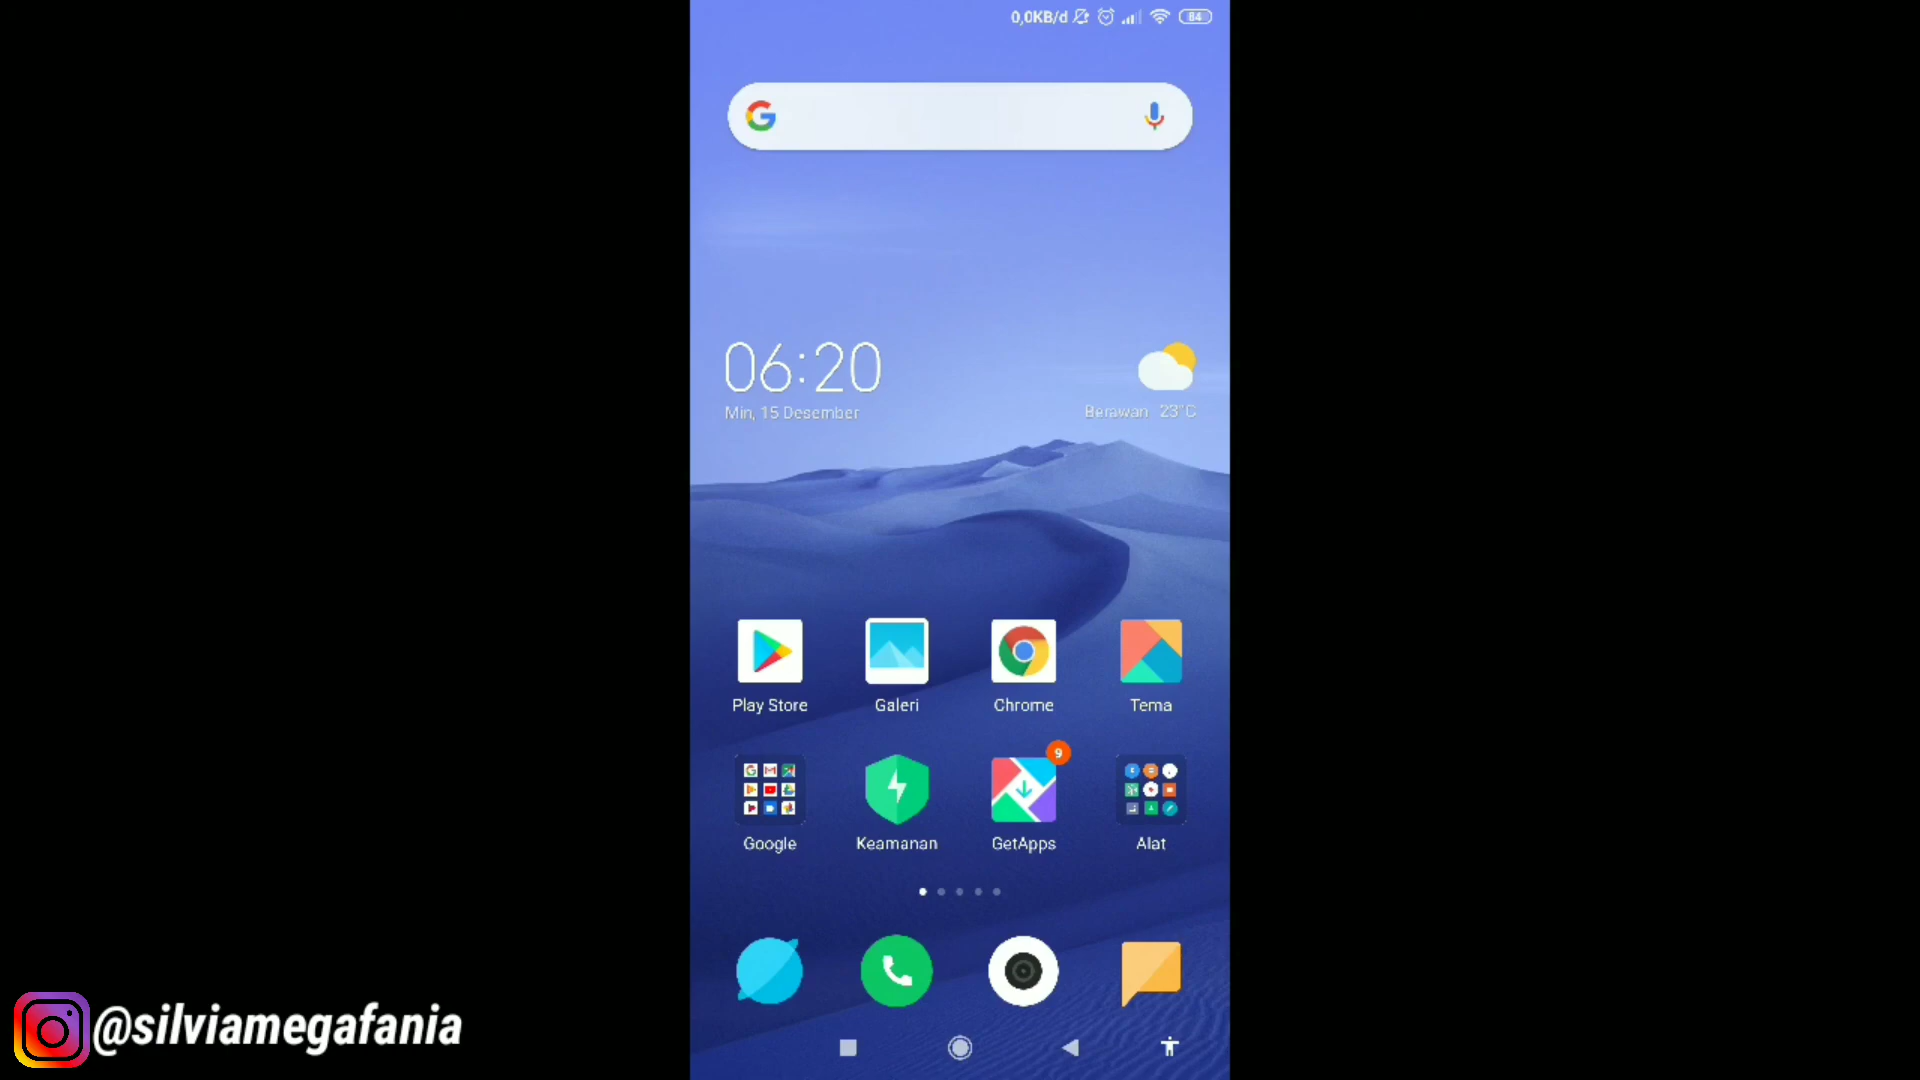 0,0KB/d
84
06:20
Min, 15 Desember
Berawan 23°C
Play Store
Galeri
Chrome
Tema
9
Google
Keamanan
GetApps
Alat
@silviamegafania